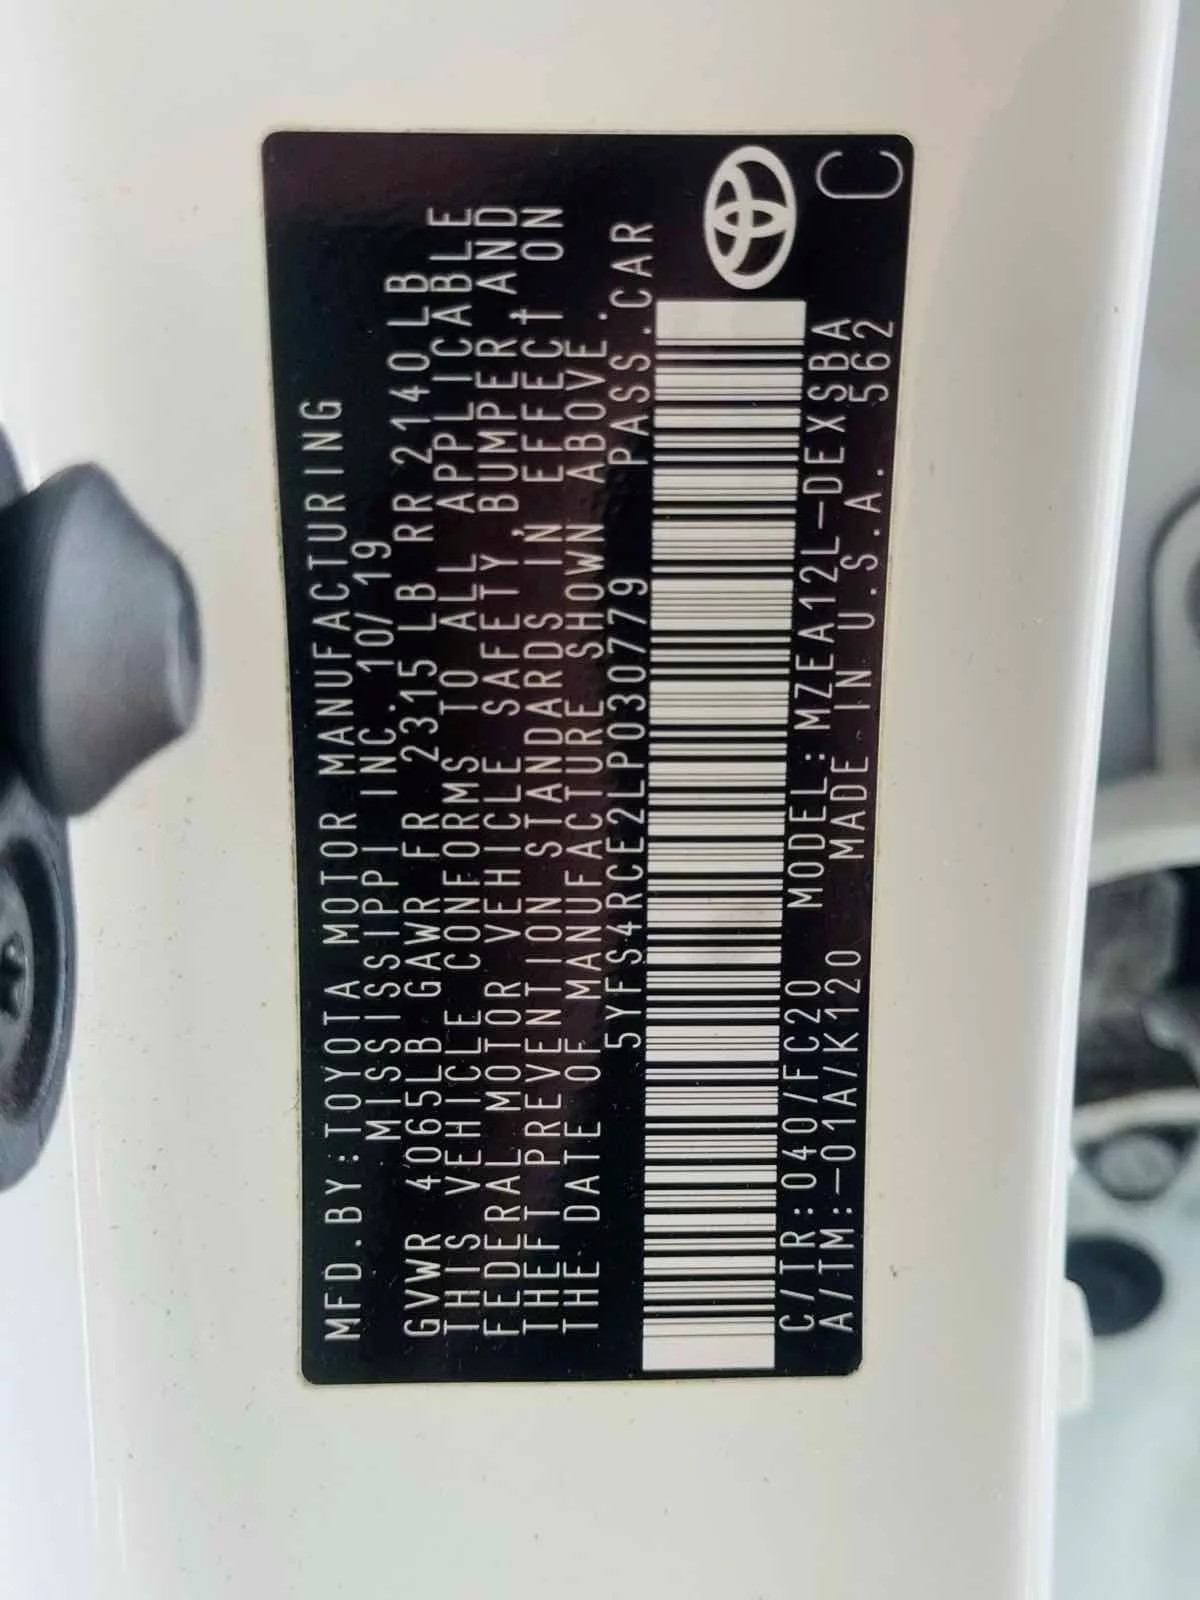 MFD.BY:TOYOTA MOTOR MANUFACTURING
MISSISSIPPI INC.10/19
GVWR 4065LB GAWR FR 2315 LB RR 2140LB
THIS VEHICLE CONFORMS TO ALL APPLICABLE
FEDERAL MOTOR VEHICLE SAFETY, BUMPER, AND
THEFT PREVENTION STANDARDS IN EFFECT ON
THE DATE OF MANUFACTURE SHOWN ABOVE.
5YFS4RCE2LP030779 PASS.CAR
C/TR:040/FC20 MODEL:MZEA12L-DEXSBA
A/TM:-01A/K120 MADE IN U.S.A. 562
C